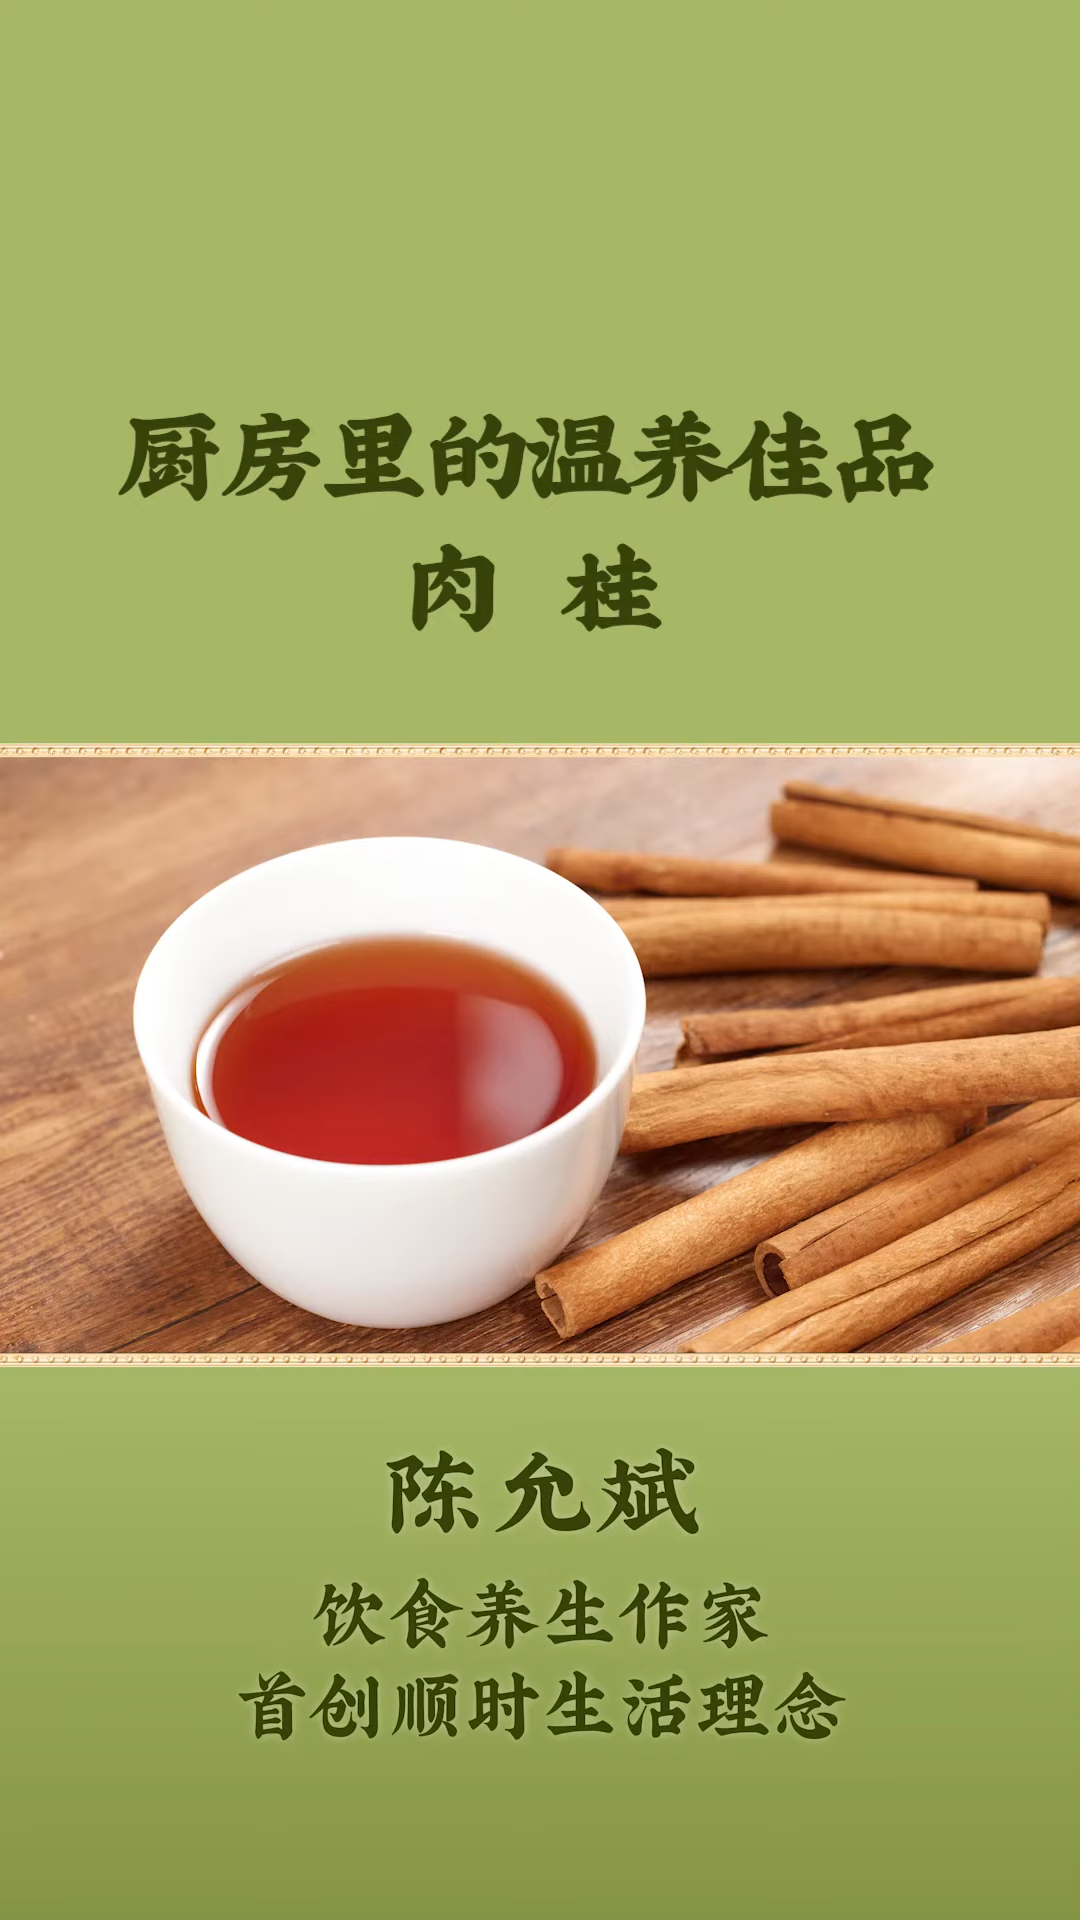 厨房里的温养佳品
肉 桂
陈允斌
饮食养生作家
首创顺时生活理念